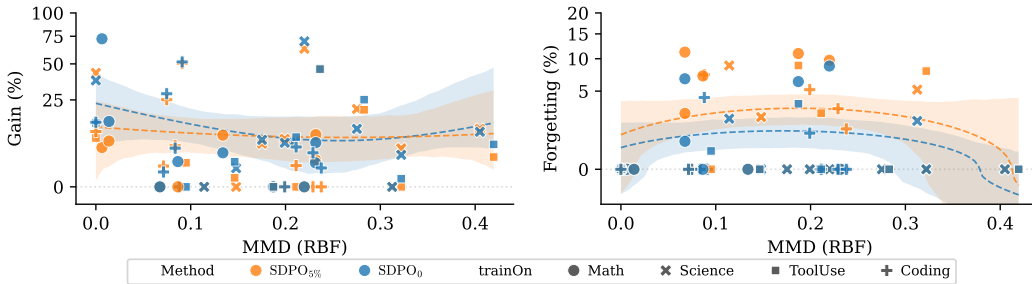 100
75
50
25
0
Gain (%)
0.0 0.1 0.2 0.3 0.4
MMD (RBF)
20
15
10
5
0
Forgeting (%)
0.0 0.1 0.2 0.3 0.4
MMD (RBF)
Method SDPO5% SDPO0 trainOn Math Science ToolUse Coding